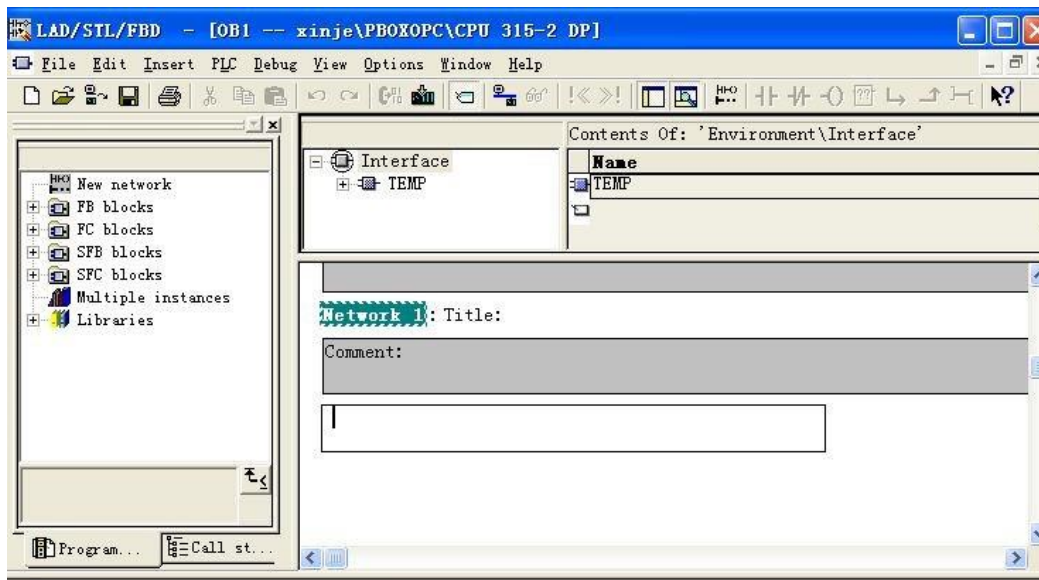 LAD/STL/FBD - [OB1 -- xinje\PBOXOPC\CPU 315-2 DP]
File Edit Insert PLC Debug View Options Window Help
Contents Of: 'Environment\Interface'
Interface
TEMP
Name
TEMP
New network
FB blocks
FC blocks
SFB blocks
SFC blocks
Multiple instances
Libraries
Network 1: Title:
Comment:
Program... Call st...